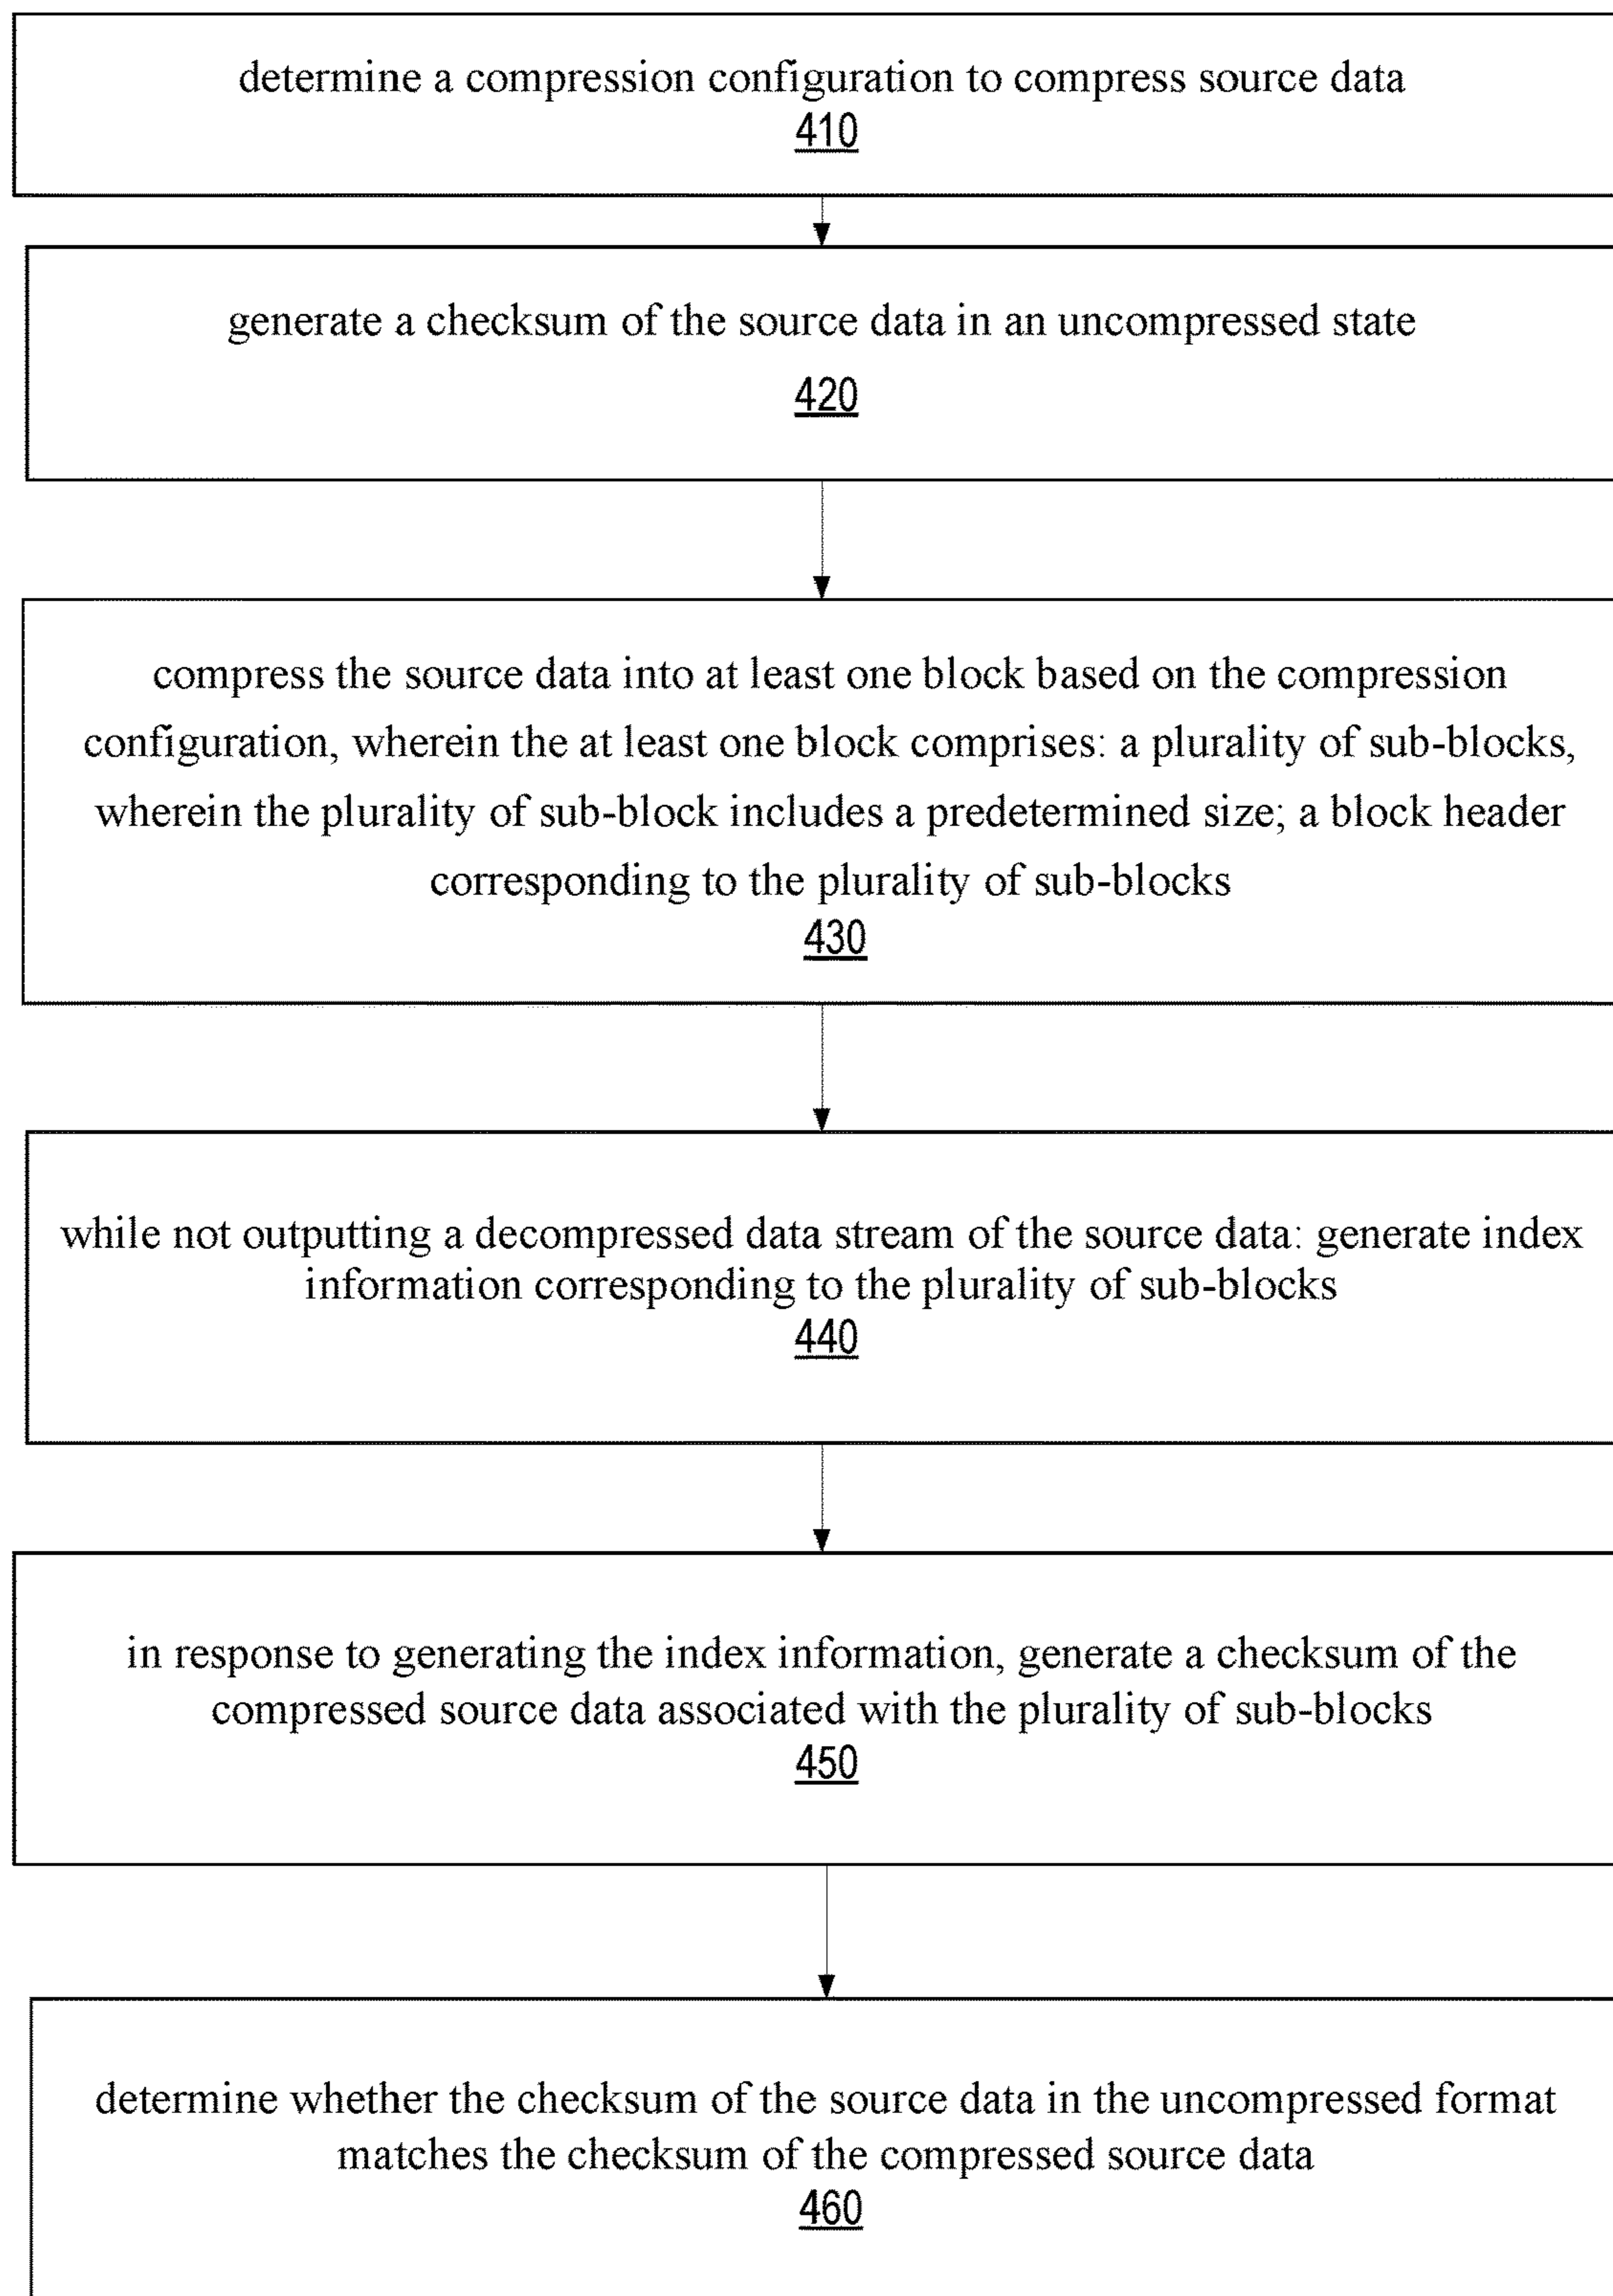 determine a compression configuration to compress source data
410
generate a checksum of the source data in an uncompressed state
420
compress the source data into at least one block based on the compression
configuration, wherein the at least one block comprises: a plurality of sub-blocks,
wherein the plurality of sub-block includes a predetermined size; a block header
corresponding to the plurality of sub-blocks
430
while not outputting a decompressed data stream of the source data: generate index
information corresponding to the plurality of sub-blocks
440
in response to generating the index information, generate a checksum of the
compressed source data associated with the plurality of sub-blocks
450
determine whether the checksum of the source data in the uncompressed format
matches the checksum of the compressed source data
460